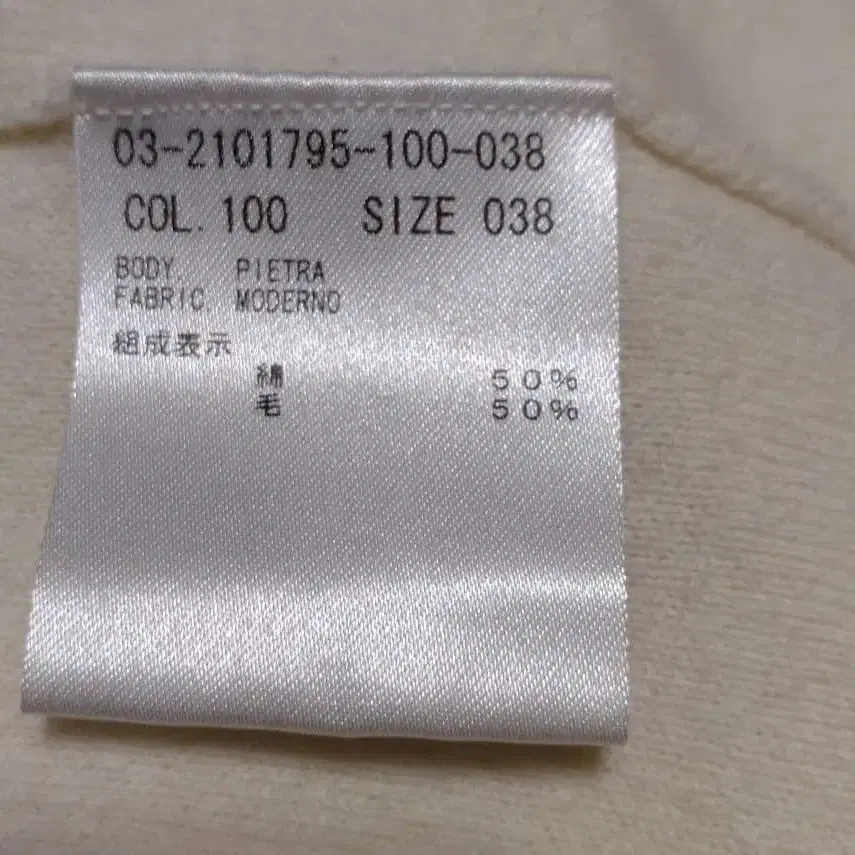 03-2101795-100-038
COL. 100 SIZE 038
BODY PIETRA
FABRIC MODERNO
組成表示
綿 50%
毛 50%